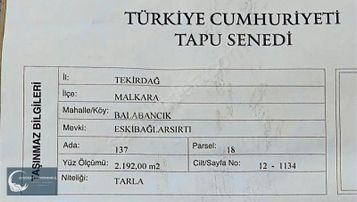 TÜRKİYE CUMHURİYETİ
TAPU SENEDİ
TAŞINMAZ BİLGİLERİ
İl: TEKİRDAĞ
İlçe: MALKARA
Mahalle/Köy: BALABANCIK
Mevki: ESKİBAĞLARSIRTI
Ada: 137 Parsel: 18
Yüz Ölçümü: 2.192,00 m2 Cilt/Sayfa No: 12 - 1134
Niteliği: TARLA